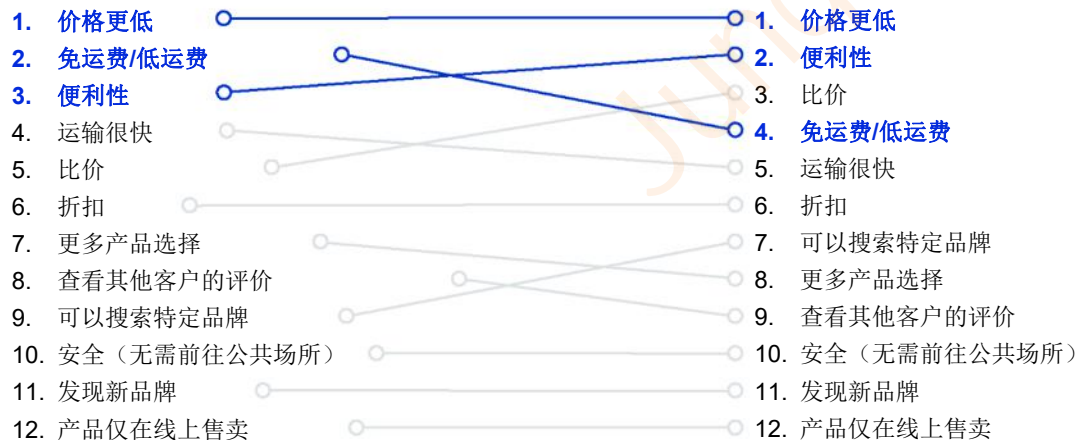 1. 价格更低
2. 免运费/低运费
3. 便利性
4. 运输很快
5. 比价
6. 折扣
7. 更多产品选择
8. 查看其他客户的评价
9. 可以搜索特定品牌
10. 安全（无需前往公共场所）
11. 发现新品牌
12. 产品仅在线上售卖
1. 价格更低
2. 便利性
3. 比价
4. 免运费/低运费
5. 运输很快
6. 折扣
7. 可以搜索特定品牌
8. 更多产品选择
9. 查看其他客户的评价
10. 安全（无需前往公共场所）
11. 发现新品牌
12. 产品仅在线上售卖